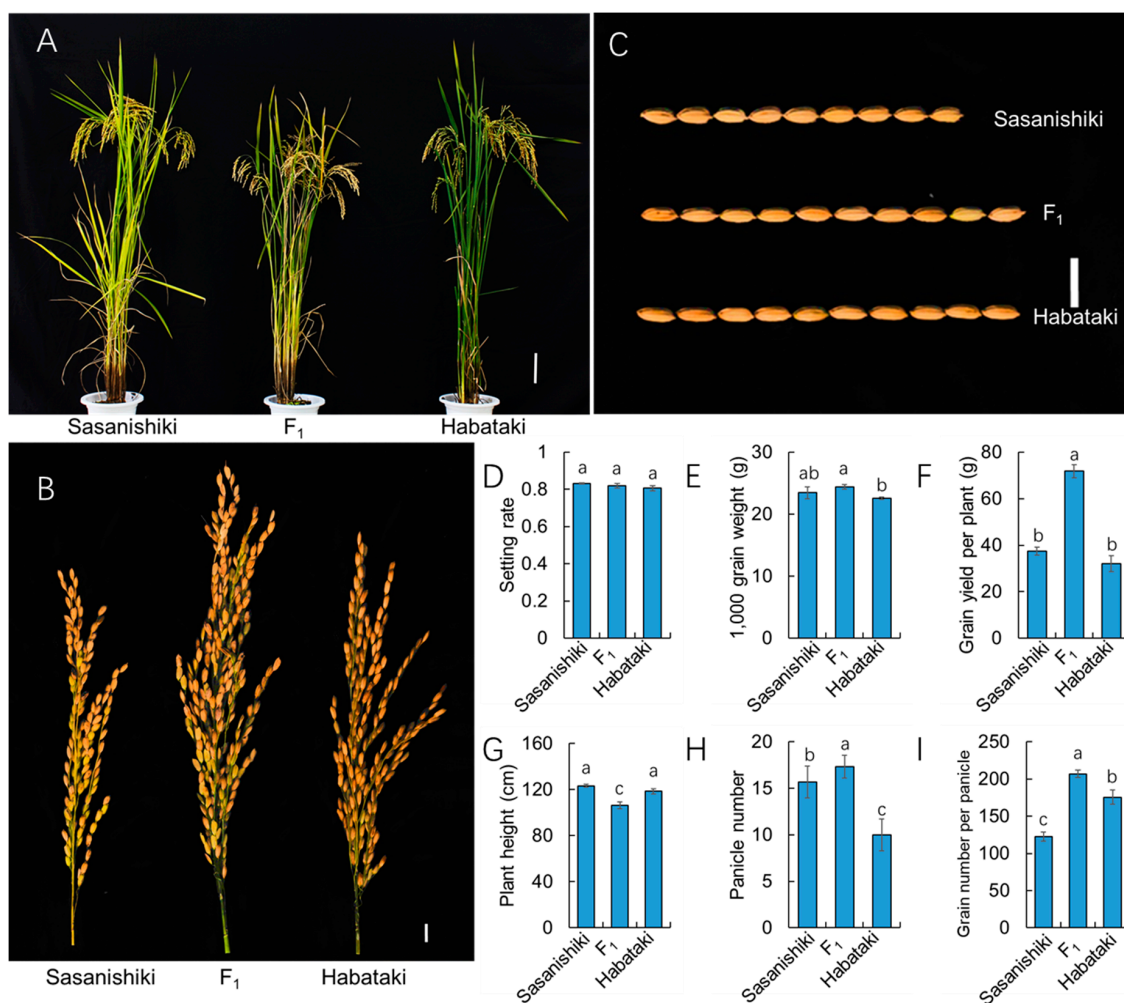 A
Sasanishiki
F₁
Habataki
B
Sasanishiki
F₁
Habataki
C
Sasanishiki
F₁
Habataki
D
Setting rate
1
0.8
0.6
0.4
0.2
0
a
a
a
Sasanishiki
F₁
Habataki
E
1,000 grain weight (g)
30
20
10
0
ab
a
b
Sasanishiki
F₁
Habataki
F
Grain yield per plant (g)
80
60
40
20
0
b
a
b
Sasanishiki
F₁
Habataki
G
Plant height (cm)
160
120
80
40
0
a
c
a
Sasanishiki
F₁
Habataki
H
Panicle number
20
15
10
5
0
b
a
c
Sasanishiki
F₁
Habataki
I
Grain number per panicle
250
200
150
100
50
0
c
a
b
Sasanishiki
F₁
Habataki